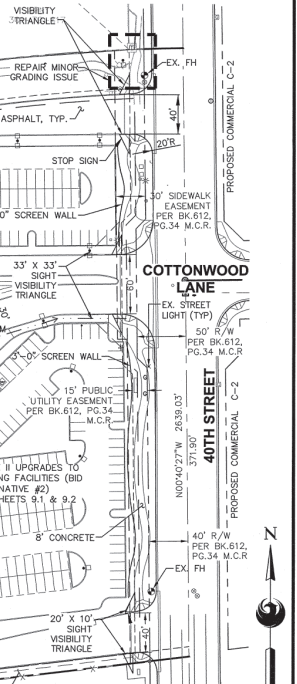 VISIBILITY
TRIANGLE
REPAIR MINOR
GRADING ISSUE
EX. FH
ASPHALT, TYP.
40'
20'R
PROPOSED COMMERCIAL C-2
STOP SIGN
30' SIDEWALK
EASEMENT
PER BK.612,
PG.34 M.C.R.
0" SCREEN WALL
33' X 33'
SIGHT
VISIBILITY
TRIANGLE
60'
COTTONWOOD
LANE
EX. STREET
LIGHT (TYP)
50' R/W
PER BK.612,
PG.34 M.C.R
3'-0" SCREEN WALL
15' PUBLIC
UTILITY EASEMENT
PER BK.612, PG.34
M.C.R
N00°40'27"W 2639.03'
371.90'
40TH STREET
PROPOSED COMMERCIAL C-2
II UPGRADES TO
NG FACILITIES (BID
NATIVE #2)
HEETS 9.1 & 9.2
8' CONCRETE
40' R/W
PER BK.612,
PG.34 M.C.R
EX. FH
N
20' X 10'
SIGHT
VISIBILITY
TRIANGLE
40'